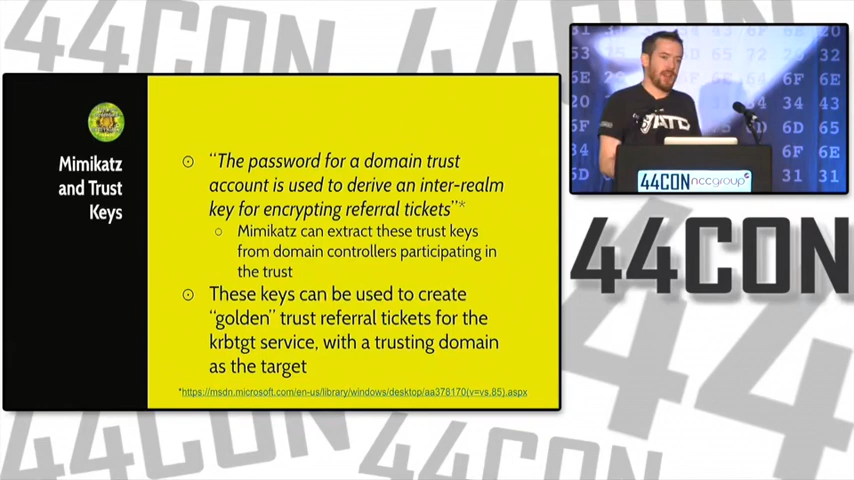 Mimikatz
and Trust
Keys
“The password for a domain trust
account is used to derive an inter-realm
key for encrypting referral tickets”*
Mimikatz can extract these trust keys
from domain controllers participating in
the trust
These keys can be used to create
“golden” trust referral tickets for the
krbtgt service, with a trusting domain
as the target
*https://msdn.microsoft.com/en-us/library/windows/desktop/aa378170(v=vs.85).aspx
44CON nccgroup
44CON
44CON
44CON
44CON